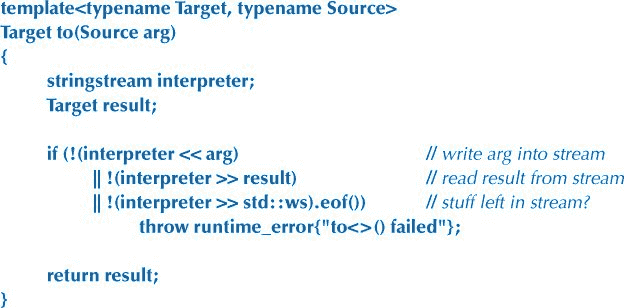 template<typename Target, typename Source>
Target to(Source arg)
{
stringstream interpreter;
Target result;
if (!(interpreter << arg) // write arg into stream
|| !(interpreter >> result) // read result from stream
|| !(interpreter >> std::ws).eof()) // stuff left in stream?
throw runtime_error{"to<>() failed"};
return result;
}